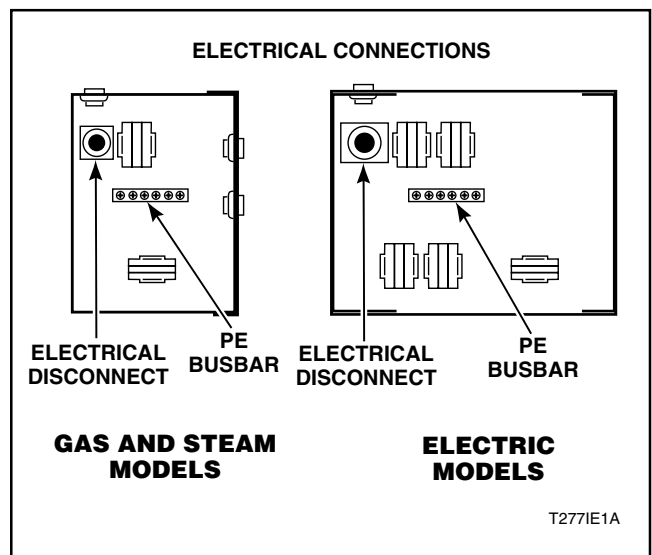 ELECTRICAL CONNECTIONS
ELECTRICAL
DISCONNECT
PE
BUSBAR
GAS AND STEAM
MODELS
ELECTRICAL
DISCONNECT
PE
BUSBAR
ELECTRIC
MODELS
T277IE1A